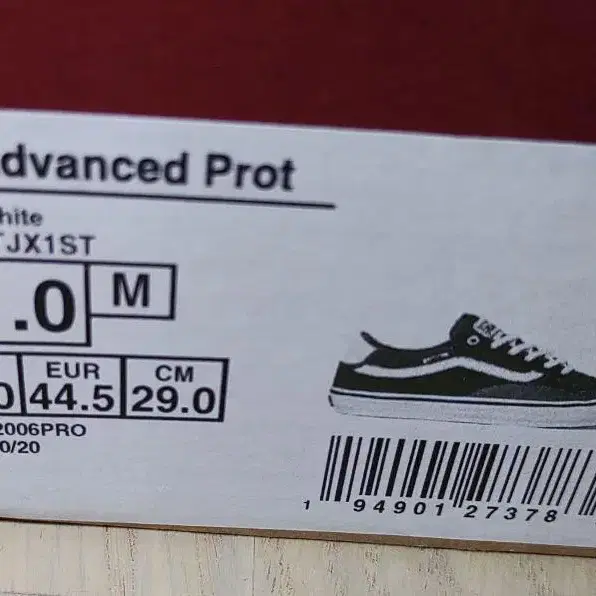 dvanced Prot
hite
TJX1ST
.0 M
EUR CM
0 44.5 29.0
2006PRO
0/20
1 94901 27378